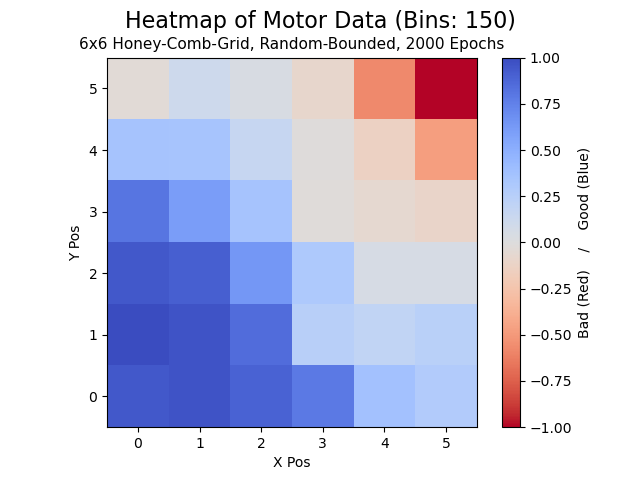 Heatmap of Motor Data (Bins: 150)
6x6 Honey-Comb-Grid, Random-Bounded, 2000 Epochs
5
4
3
2
1
0
Y Pos
0 1 2 3 4 5
X Pos
1.00
0.75
0.50
0.25
0.00
−0.25
−0.50
−0.75
−1.00
Bad (Red) / Good (Blue)